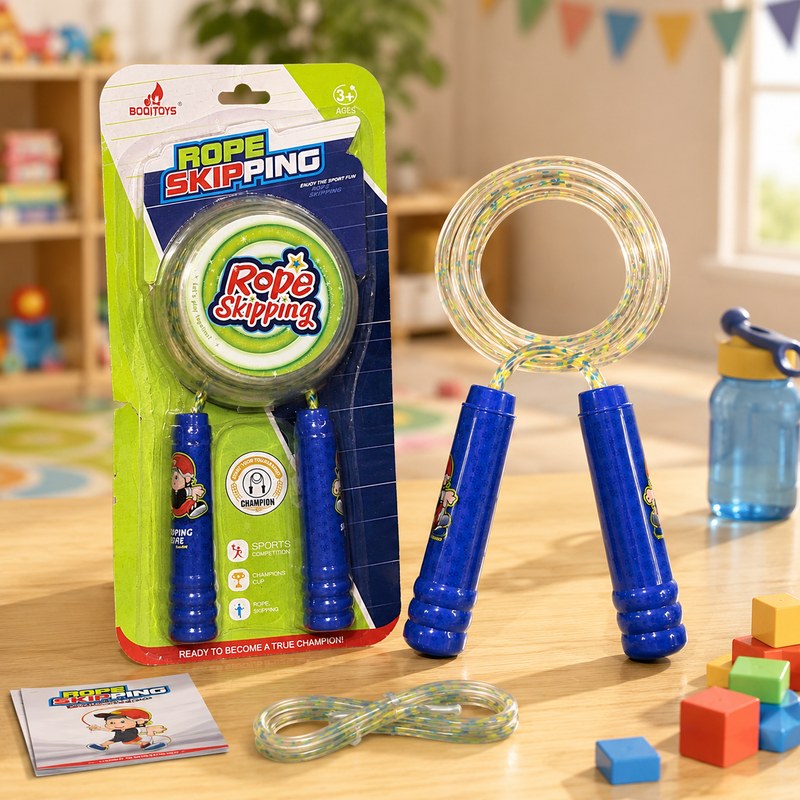 BOQITOYS®
3+
AGES
ROPE
SKIPPING
ENJOY THE SPORT FUN
ROPE
SKIPPING
Rope
Skipping
CHAMPION
SPORTS
COMPETITION
CHAMPIONS
CUP
ROPE
SKIPPING
READY TO BECOME A TRUE CHAMPION!
ROPE
SKIPPING